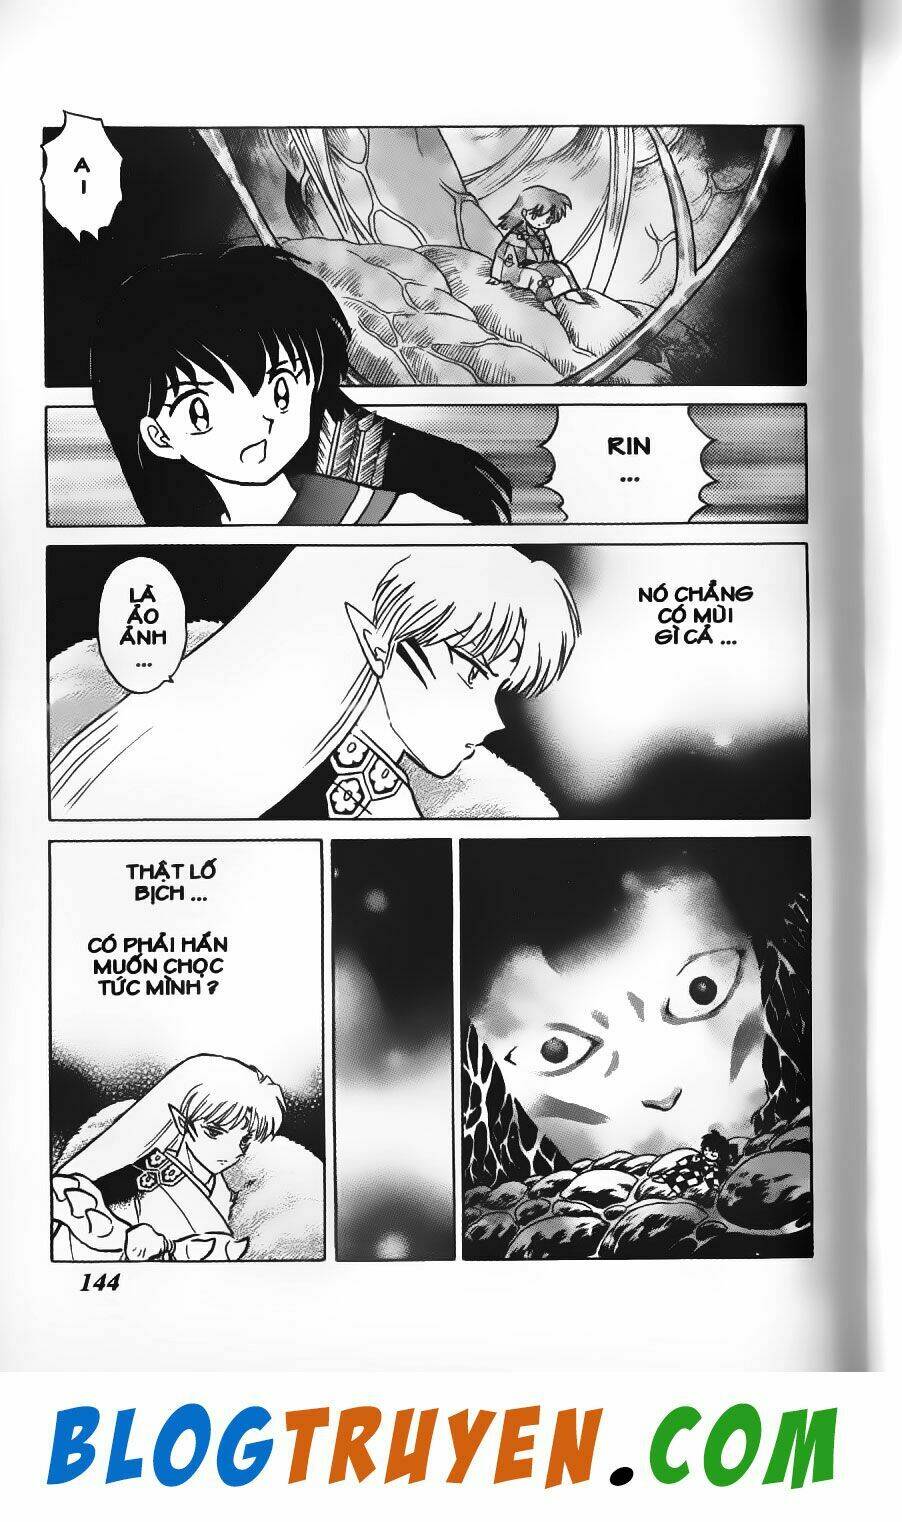 A
I
RIN
...
NÓ CHẲNG
CÓ MÙI
GÌ CẢ ...
LÀ
ẢO
ẢNH
...
THẬT LỐ
BỊCH ...
CÓ PHẢI HẮN
MUỐN CHỌC
TỨC MÌNH ?
144
BLOGTRUYEN.COM